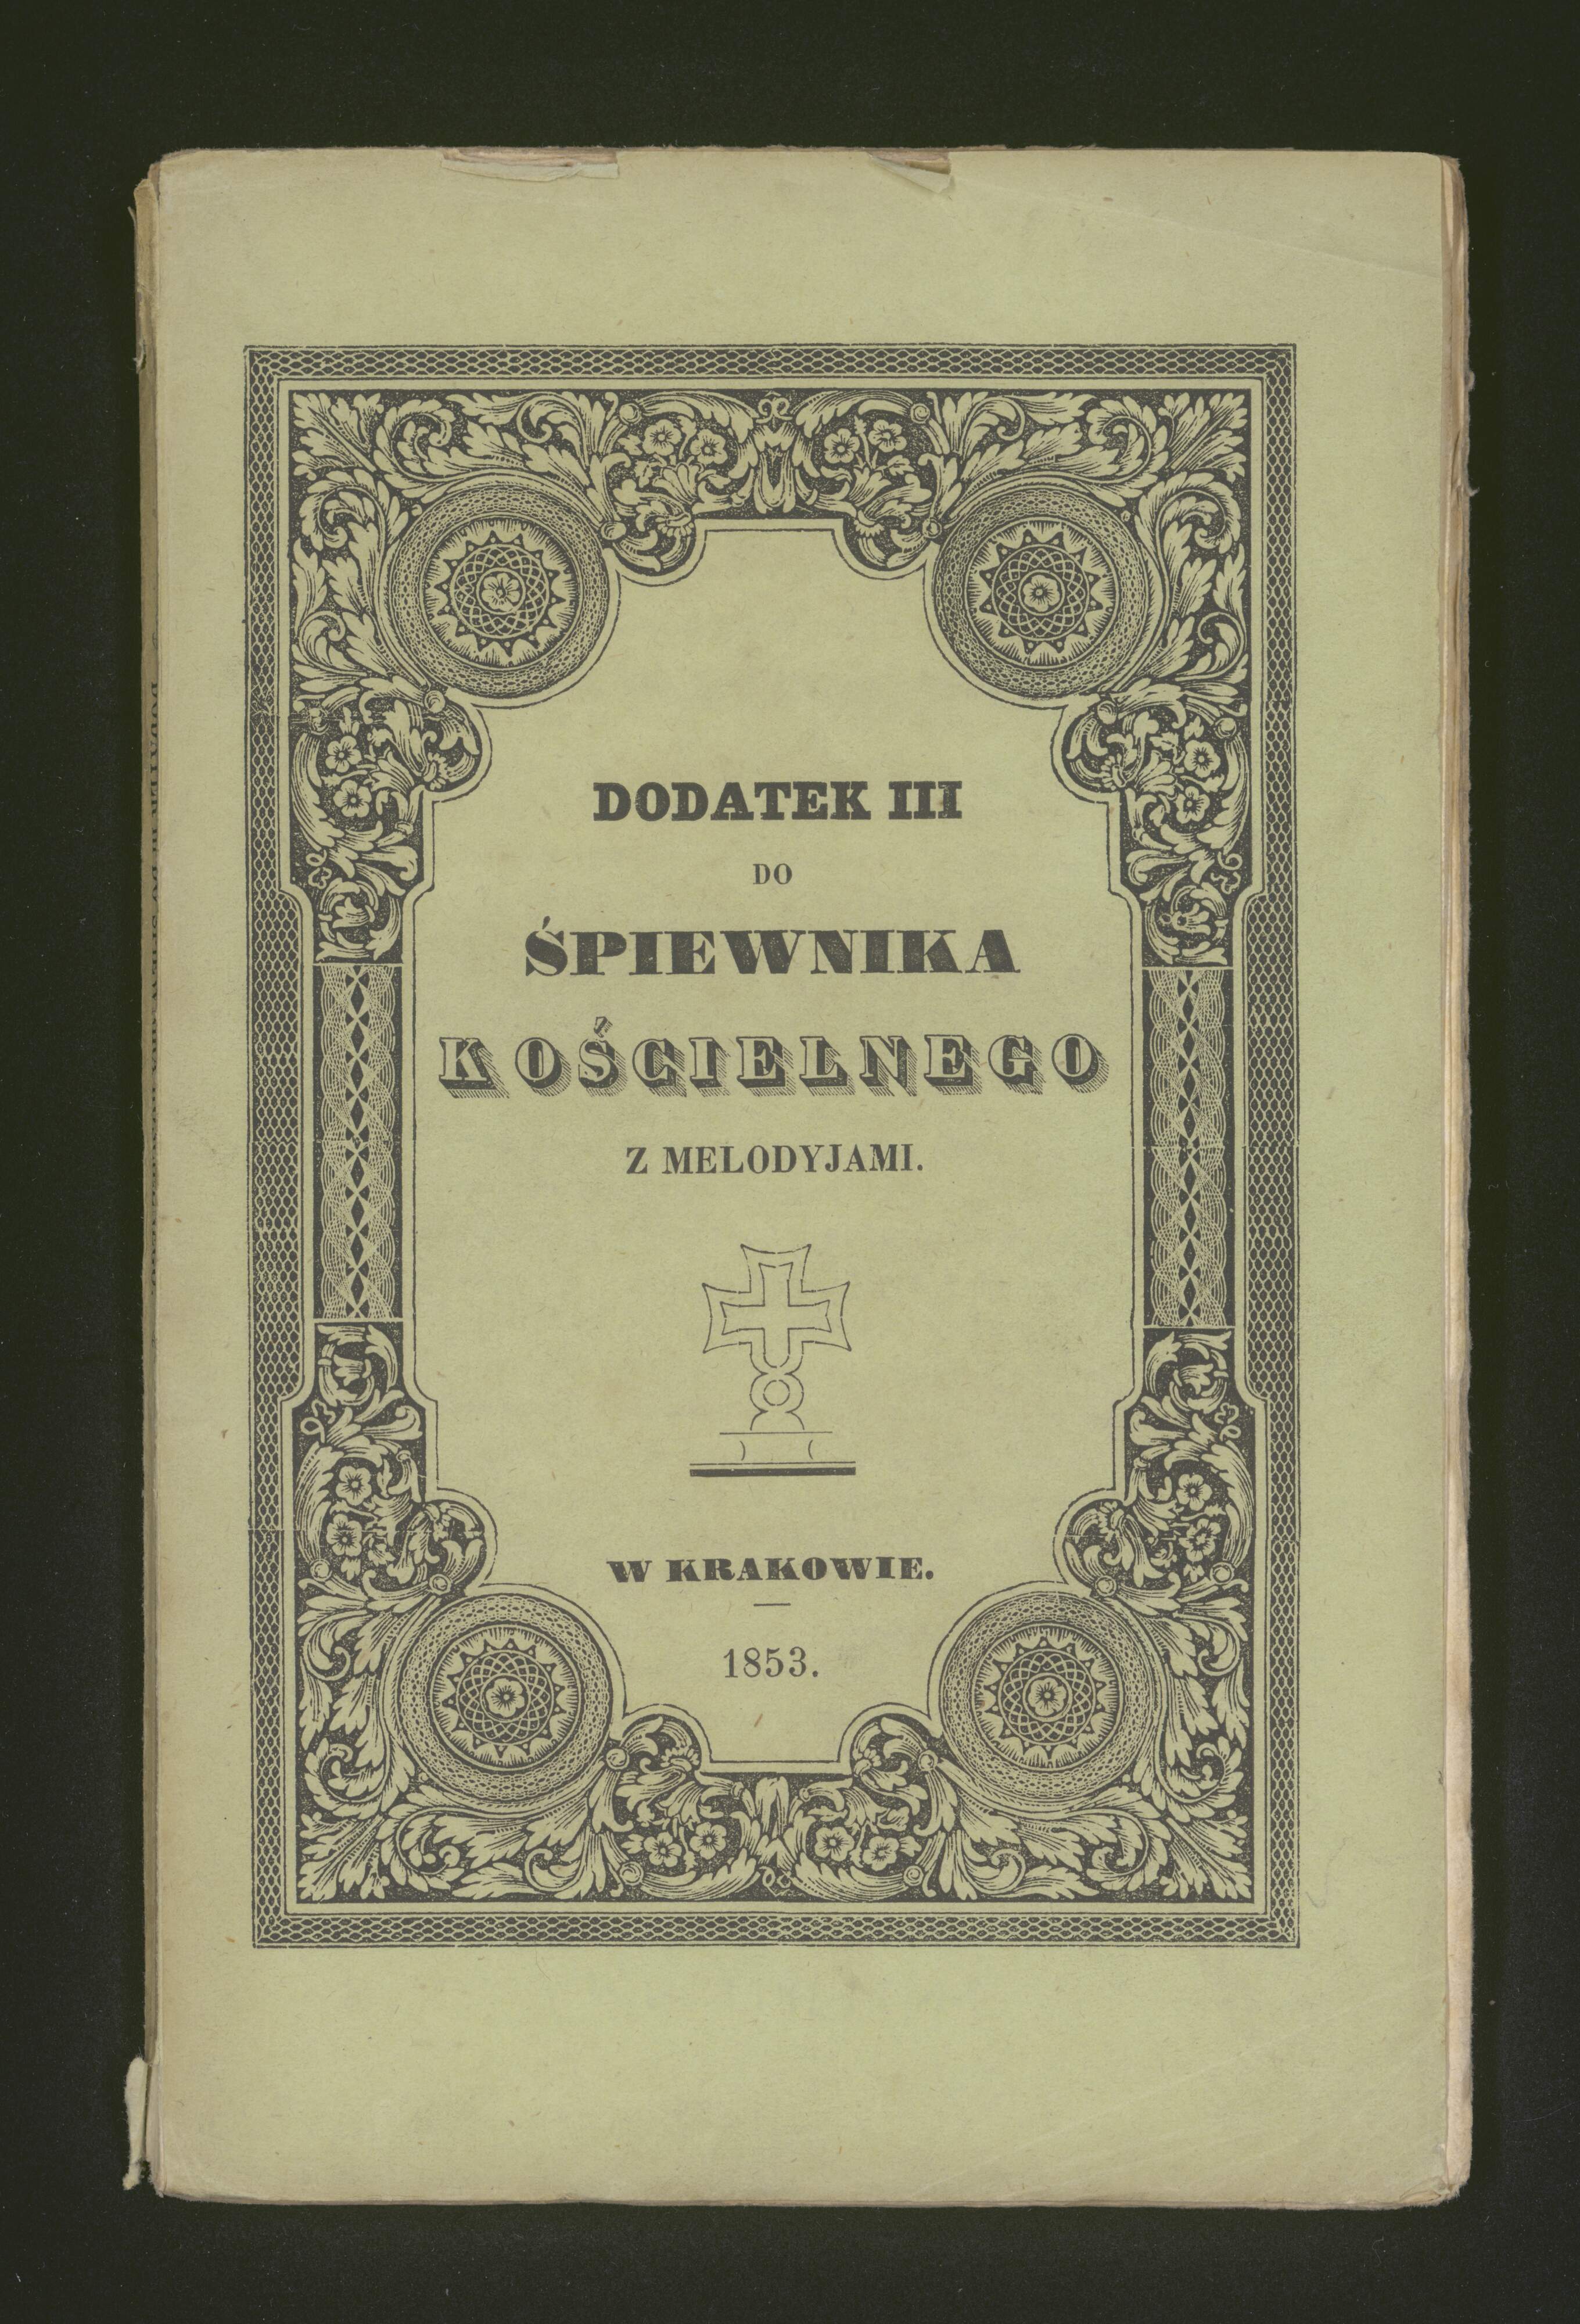 DODATEK III
DO
ŚPIEWNIKA
KOŚCIELNEGO
Z MELODYJAMI.
W KRAKOWIE.
1853.